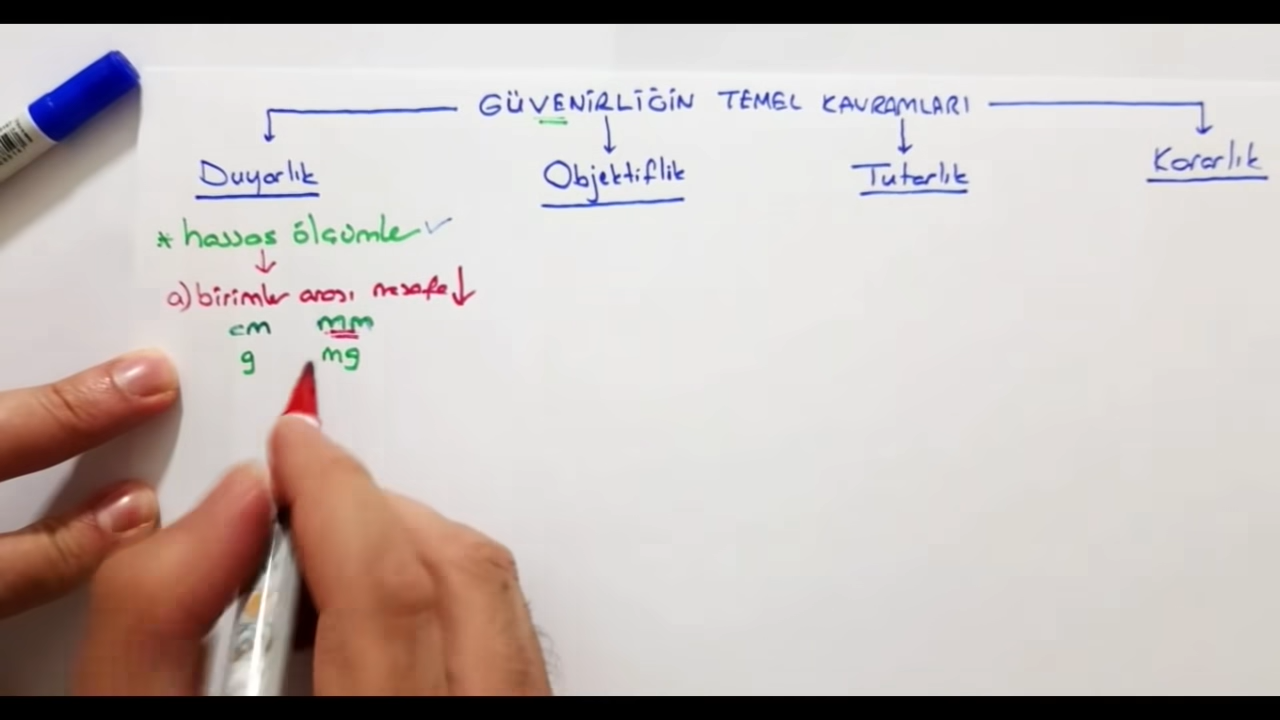 GÜVENİRLİĞİN TEMEL KAVRAMLARI
Duyarlık Objektiflik Tutarlık Kararlık
* hassas ölçümler
a) birimler arası mesafe ↓
cm mm
g mg